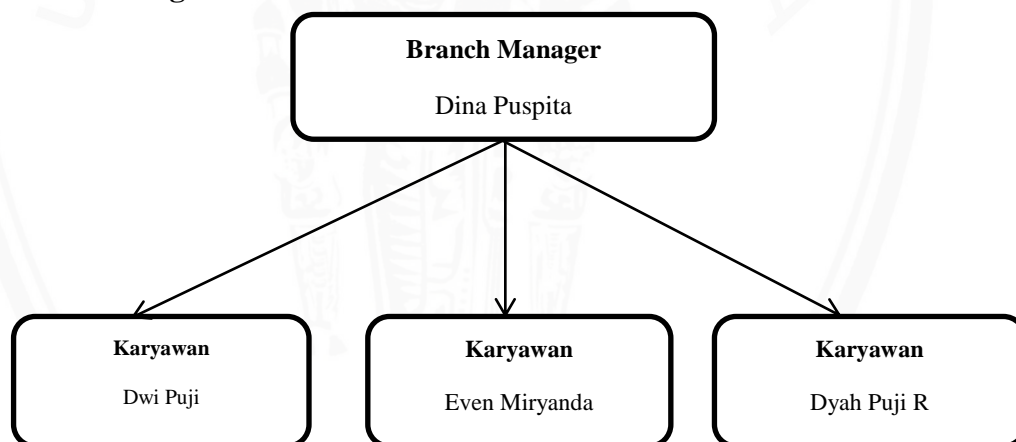 Branch Manager
Dina Puspita
Karyawan
Dwi Puji
Karyawan
Even Miryanda
Karyawan
Dyah Puji R